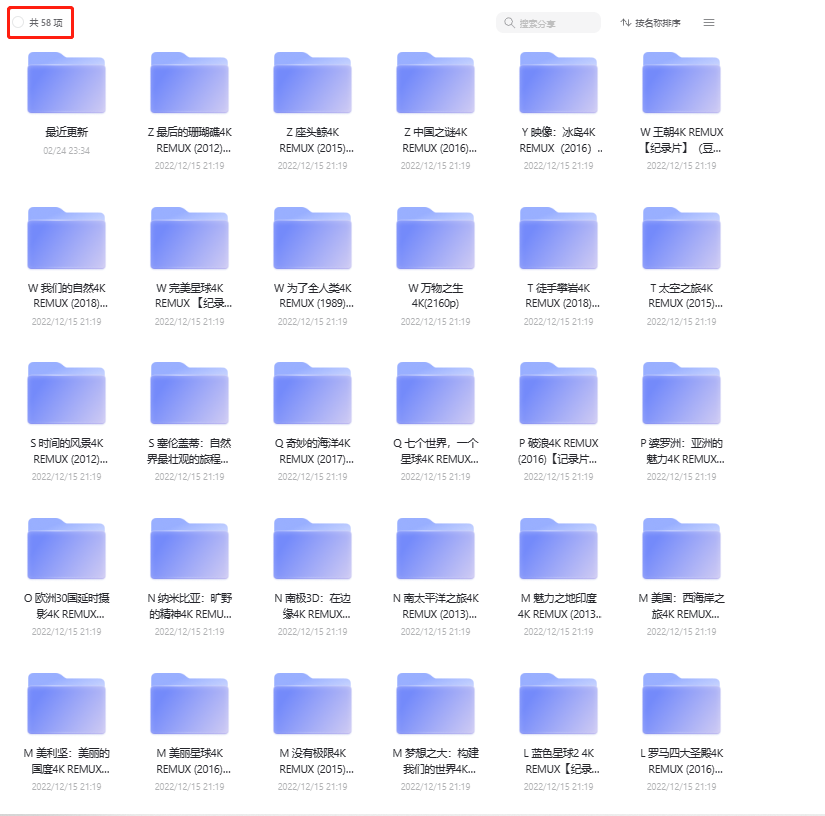 共 58 项
搜索分享
按名称排序
最近更新
02/24 23:34
Z 最后的珊瑚礁4K
REMUX (2012)...
2022/12/15 21:19
Z 座头鲸4K
REMUX (2015)...
2022/12/15 21:19
Z 中国之谜4K
REMUX (2016)...
2022/12/15 21:19
Y 映像：冰岛4K
REMUX（2016）..
2022/12/15 21:19
W 王朝4K REMUX
【纪录片】（豆...
2022/12/15 21:19
W 我们的自然4K
REMUX (2018)...
2022/12/15 21:19
W 完美星球4K
REMUX 【纪录...
2022/12/15 21:19
W 为了全人类4K
REMUX (1989)...
2022/12/15 21:19
W 万物之生
4K(2160p)
2022/12/15 21:19
T 徒手攀岩4K
REMUX (2018)...
2022/12/15 21:19
T 太空之旅4K
REMUX (2015)...
2022/12/15 21:19
S 时间的风景4K
REMUX (2012)...
2022/12/15 21:19
S 塞伦盖蒂：自然
界最壮观的旅程...
2022/12/15 21:19
Q 奇妙的海洋4K
REMUX (2017)...
2022/12/15 21:19
Q 七个世界，一个
星球4K REMUX...
2022/12/15 21:19
P 破浪4K REMUX
(2016)【记录片...
2022/12/15 21:19
P 婆罗洲：亚洲的
魅力4K REMUX...
2022/12/15 21:19
O 欧洲30国延时摄
影4K REMUX...
2022/12/15 21:19
N 纳米比亚：旷野
的精神4K REMU...
2022/12/15 21:19
N 南极3D：在边
缘4K REMUX...
2022/12/15 21:19
N 南太平洋之旅4K
REMUX (2013)...
2022/12/15 21:19
M 魅力之地印度
4K REMUX (2013..
2022/12/15 21:19
M 美国：西海岸之
旅4K REMUX...
2022/12/15 21:19
M 美利坚：美丽的
国度4K REMUX...
2022/12/15 21:19
M 美丽星球4K
REMUX (2016)...
2022/12/15 21:19
M 没有极限4K
REMUX (2015)...
2022/12/15 21:19
M 梦想之大：构建
我们的世界4K...
2022/12/15 21:19
L 蓝色星球2 4K
REMUX【纪录...
2022/12/15 21:19
L 罗马四大圣殿4K
REMUX (2016)...
2022/12/15 21:19